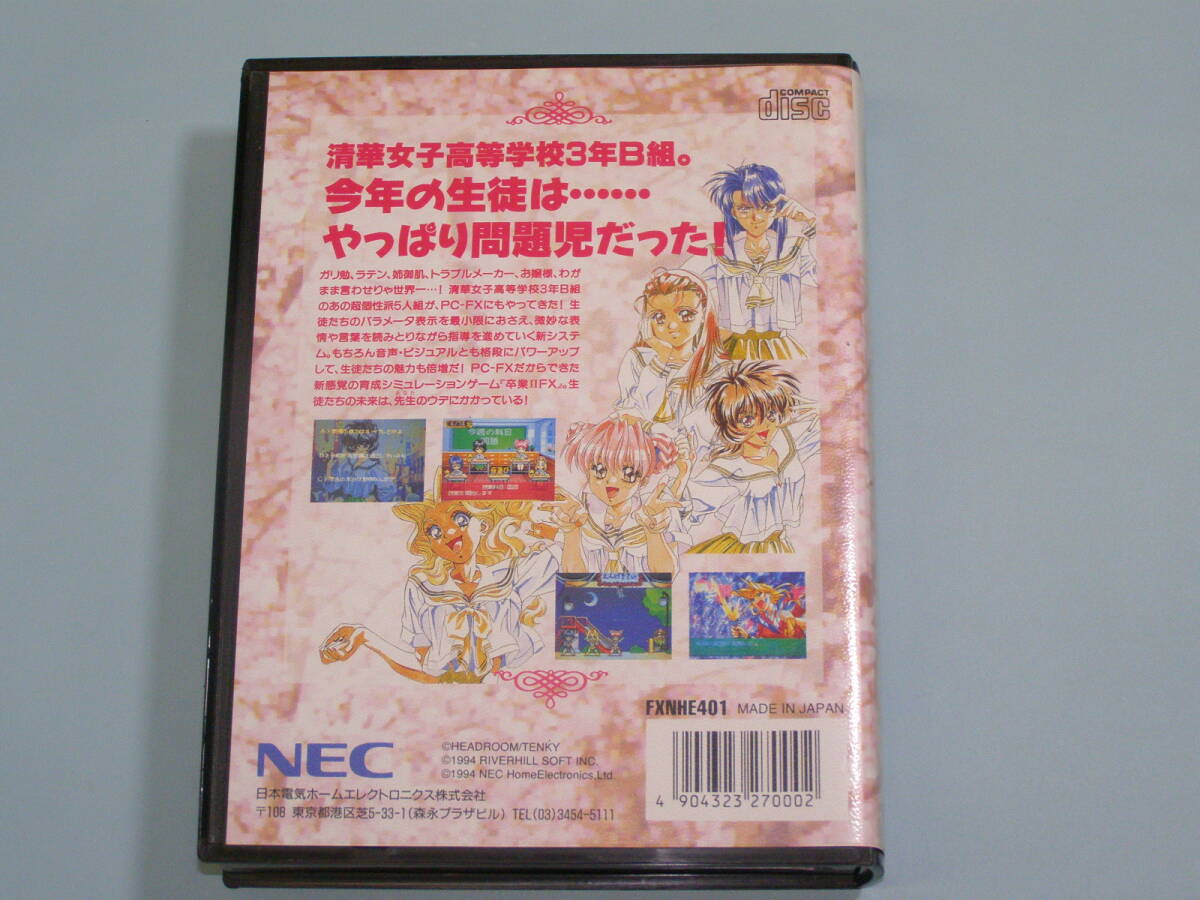 COMPACT
disc
清華女子高等学校3年B組。
今年の生徒は……
やっぱり問題児だった!
ガリ勉、ラテン、姉御肌、トラブルメーカー、お嬢様、わが
まま言わせりゃ世界一…! 清華女子高等学校3年B組
のあの超個性派5人組が、PC-FXにもやってきた! 生
徒たちのパラメータ表示を最小限におさえ、微妙な表
情や言葉を読みとりながら指導を進めていく新システ
ム。もちろん音声・ビジュアルとも格段にパワーアップ
して、生徒たちの魅力も倍増だ! PC-FXだからできた
新感覚の育成シミュレーションゲーム『卒業IIFX』。生
徒たちの未来は、先生のウデにかかっている!
あなた
今週の科目
国語
FXNHE401 MADE IN JAPAN
NEC
©HEADROOM/TENKY
©1994 RIVERHILL SOFT INC.
©1994 NEC HomeElectronics,Ltd.
日本電気ホームエレクトロニクス株式会社
〒108 東京都港区芝5-33-1(森永プラザビル) TEL(03)3454-5111
4 904323 270002